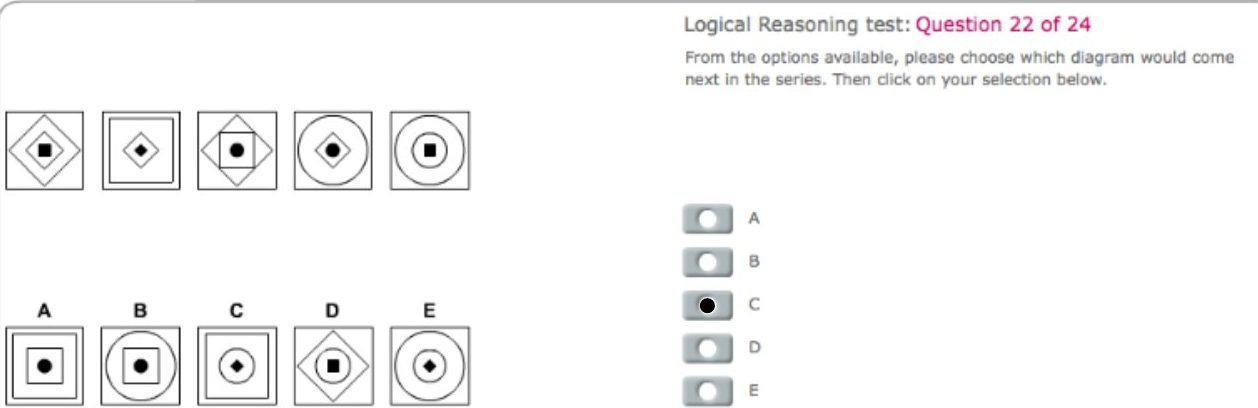 Logical Reasoning test: Question 22 of 24
From the options available, please choose which diagram would come
next in the series. Then click on your selection below.
A
B
C
D
E
A B C D E